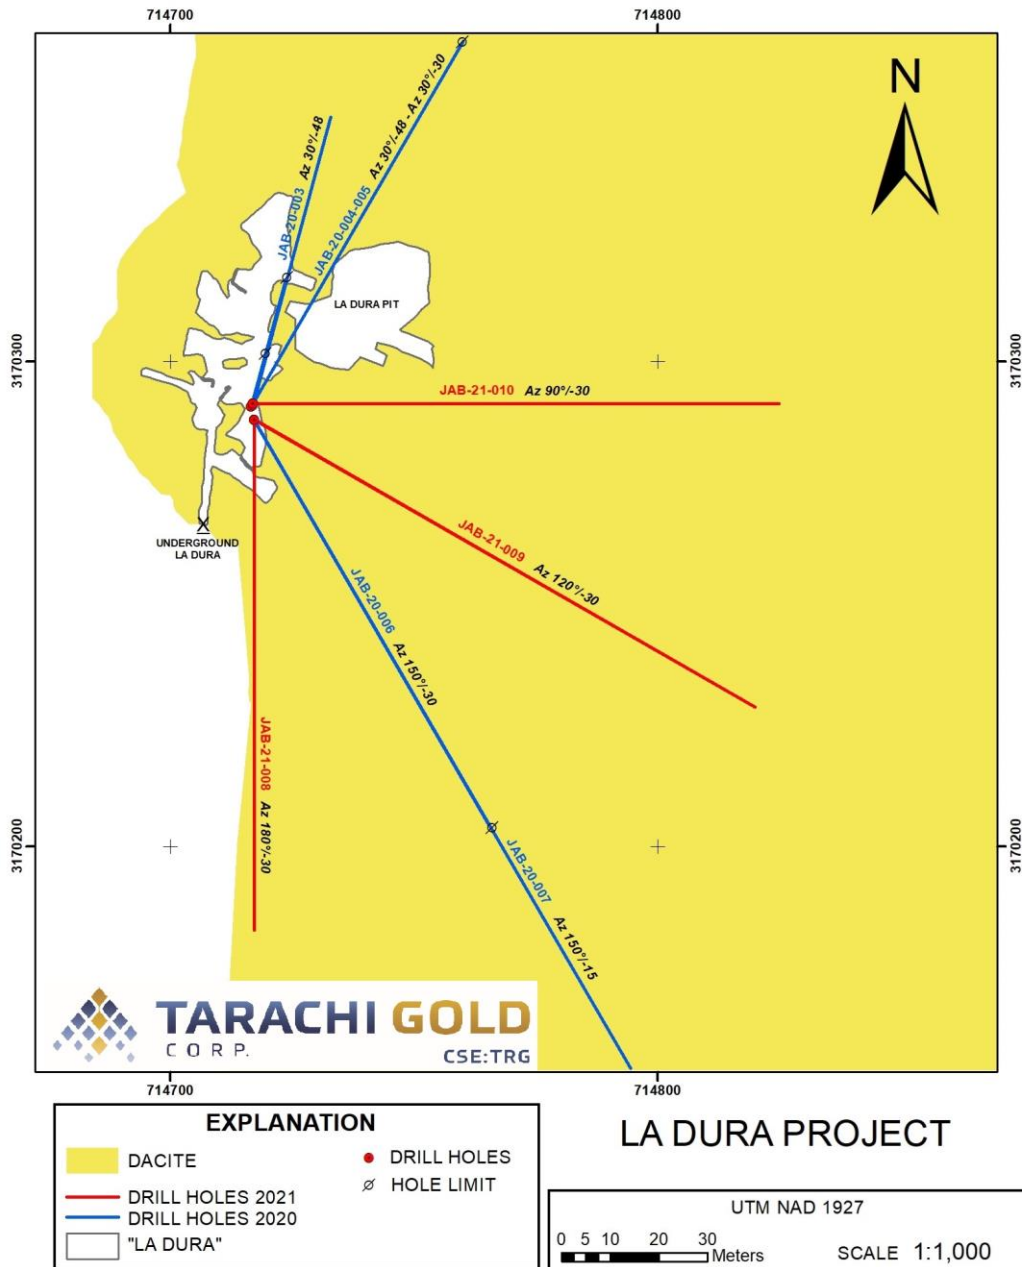 714700
714800
N
JAB-20-003 Az 30°/-48
JAB-20-004-005 Az 30°/-48 - Az 30°/-30
LA DURA PIT
3170300
3170300
JAB-21-010 Az 90°/-30
UNDERGROUND
LA DURA
JAB-21-009 Az 120°/-30
JAB-20-006 Az 150°/-30
JAB-21-008 Az 180°/-30
3170200
3170200
JAB-20-007 Az 150°/-15
TARACHI GOLD
CORP.
CSE:TRG
714700
714800
EXPLANATION
DACITE
DRILL HOLES 2021
DRILL HOLES 2020
"LA DURA"
DRILL HOLES
HOLE LIMIT
LA DURA PROJECT
UTM NAD 1927
0 5 10 20 30
Meters
SCALE 1:1,000